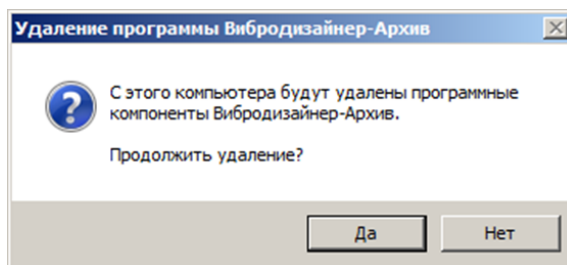 Удаление программы Вибродизайнер-Архив
С этого компьютера будут удалены программные
компоненты Вибродизайнер-Архив.
Продолжить удаление?
Да
Нет